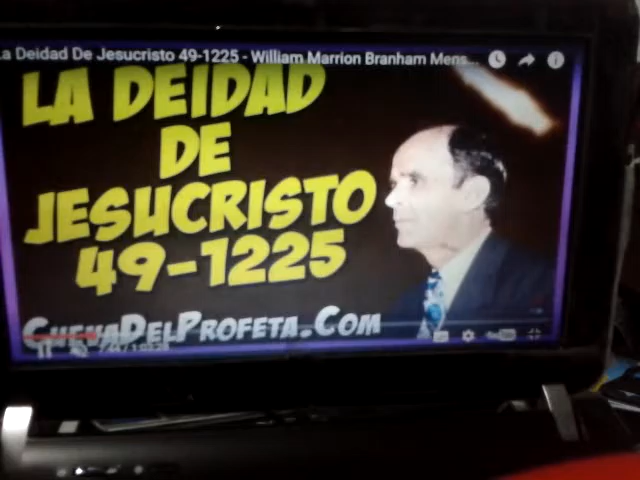 La Deidad De Jesucristo 49-1225 - William Marrion Branham Mens...
LA DEIDAD
DE
JESUCRISTO
49-1225
CuevaDelProfeta.Com